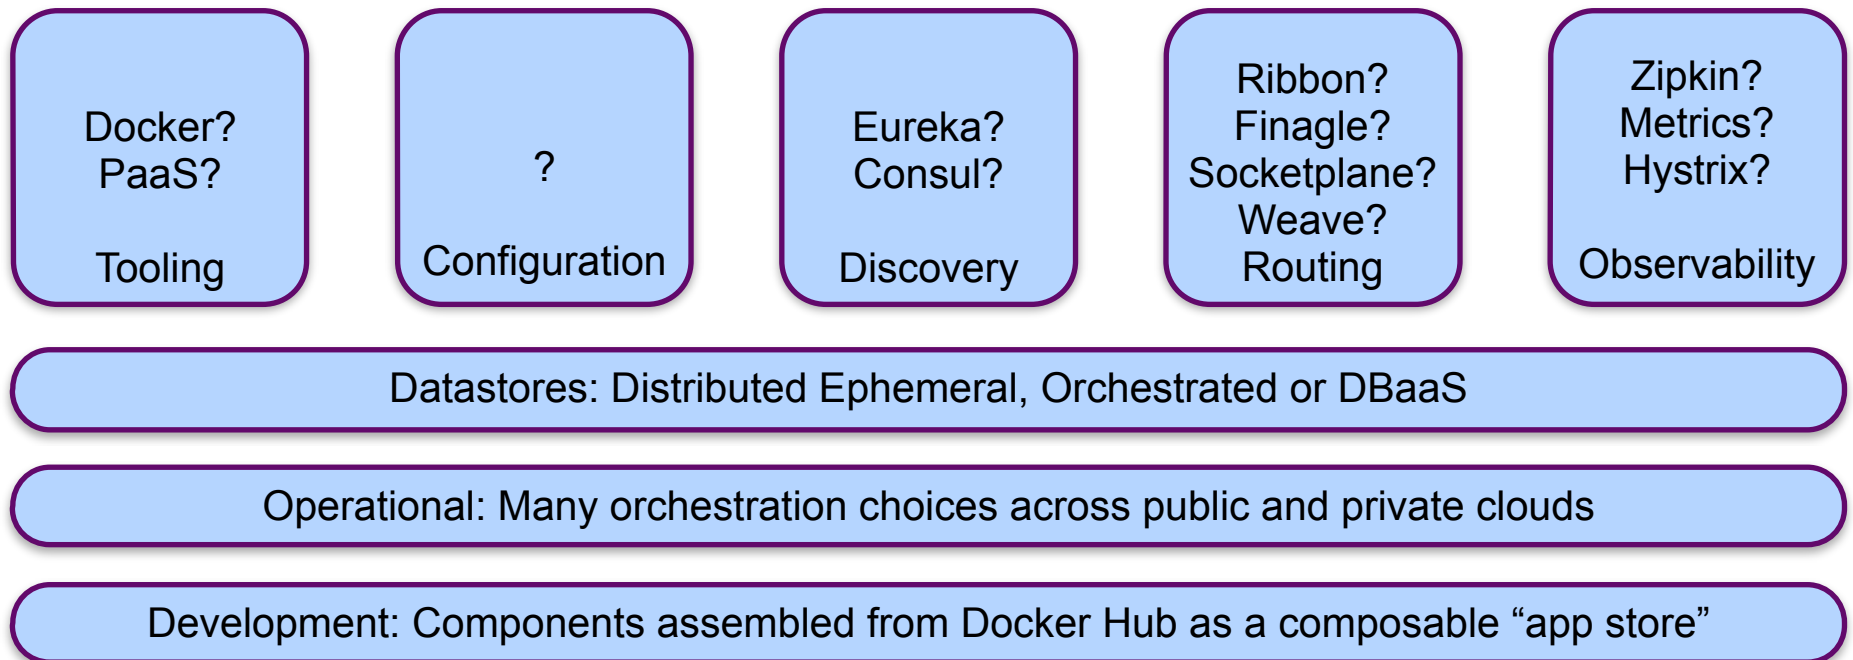 Docker?
PaaS?
Tooling
?
Configuration
Eureka?
Consul?
Discovery
Ribbon?
Finagle?
Socketplane?
Weave?
Routing
Zipkin?
Metrics?
Hystrix?
Observability
Datastores: Distributed Ephemeral, Orchestrated or DBaaS
Operational: Many orchestration choices across public and private clouds
Development: Components assembled from Docker Hub as a composable “app store”